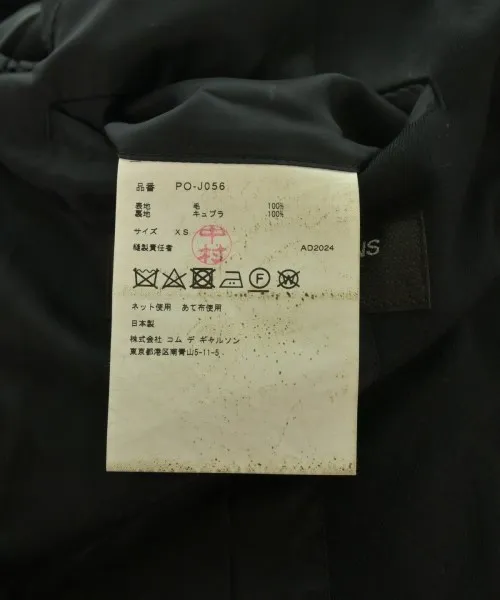 品番 PO-J056
表地 毛 100%
裏地 キュプラ 100%
サイズ XS
中村
縫製責任者 AD2024
F W
ネット使用 あて布使用
日本製
株式会社 コム デ ギャルソン
東京都港区南青山5-11-5
NS